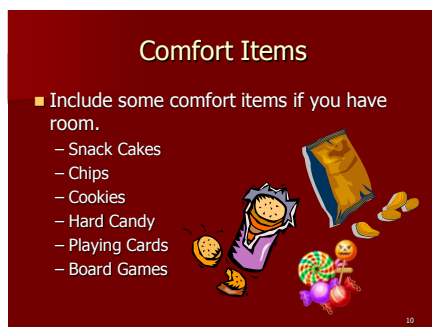 Comfort Items
■ Include some comfort items if you have
room.
– Snack Cakes
– Chips
– Cookies
– Hard Candy
– Playing Cards
– Board Games
10